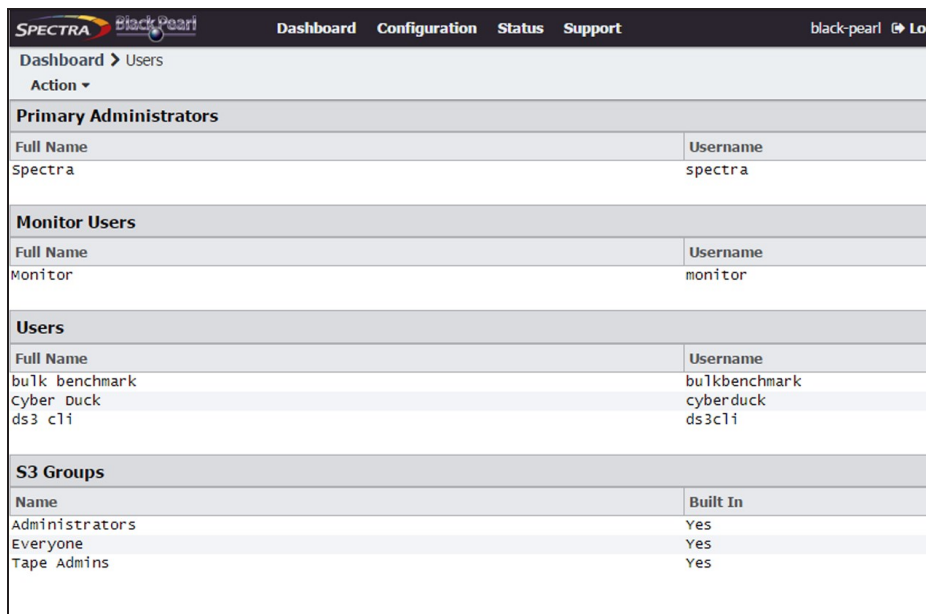 SPECTRA BlackPearl Dashboard Configuration Status Support black-pearl Lo
Dashboard > Users
Action
Primary Administrators
Full Name Username
Spectra spectra
Monitor Users
Full Name Username
Monitor monitor
Users
Full Name Username
bulk benchmark bulkbenchmark
Cyber Duck cyberduck
ds3 cli ds3cli
S3 Groups
Name Built In
Administrators Yes
Everyone Yes
Tape Admins Yes